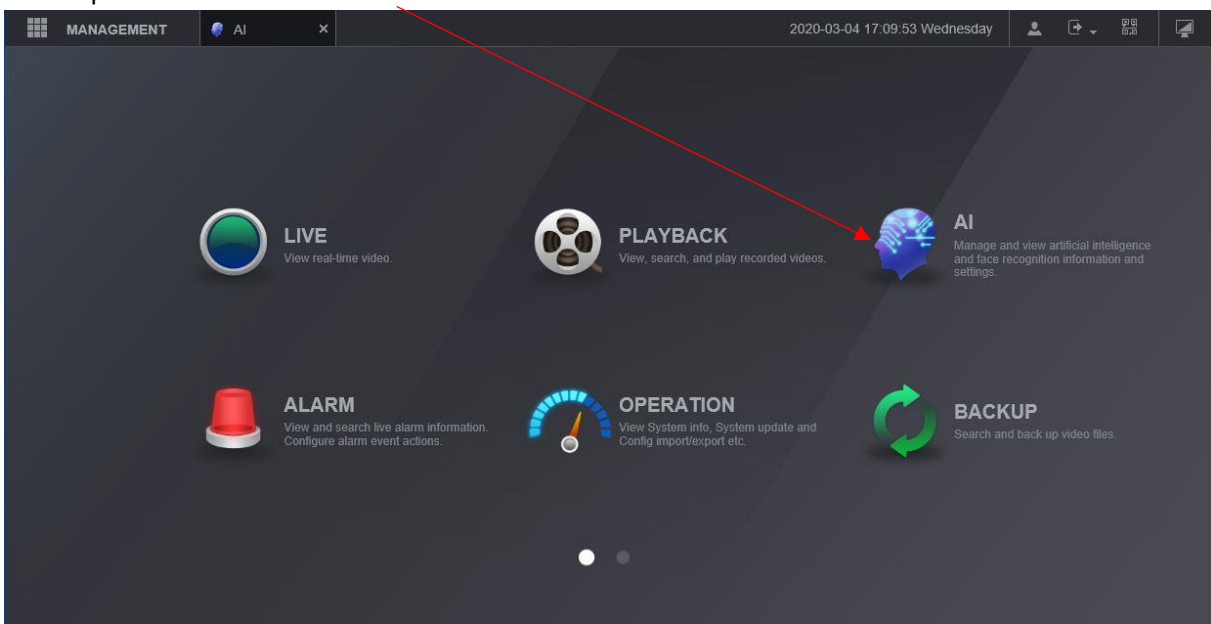 MANAGEMENT
AI
2020-03-04 17:09:53 Wednesday
LIVE
View real-time video.
PLAYBACK
View, search, and play recorded videos.
AI
Manage and view artificial intelligence
and face recognition information and
settings.
ALARM
View and search live alarm information.
Configure alarm event actions.
OPERATION
View System info, System update and
Config import/export etc.
BACKUP
Search and back up video files.